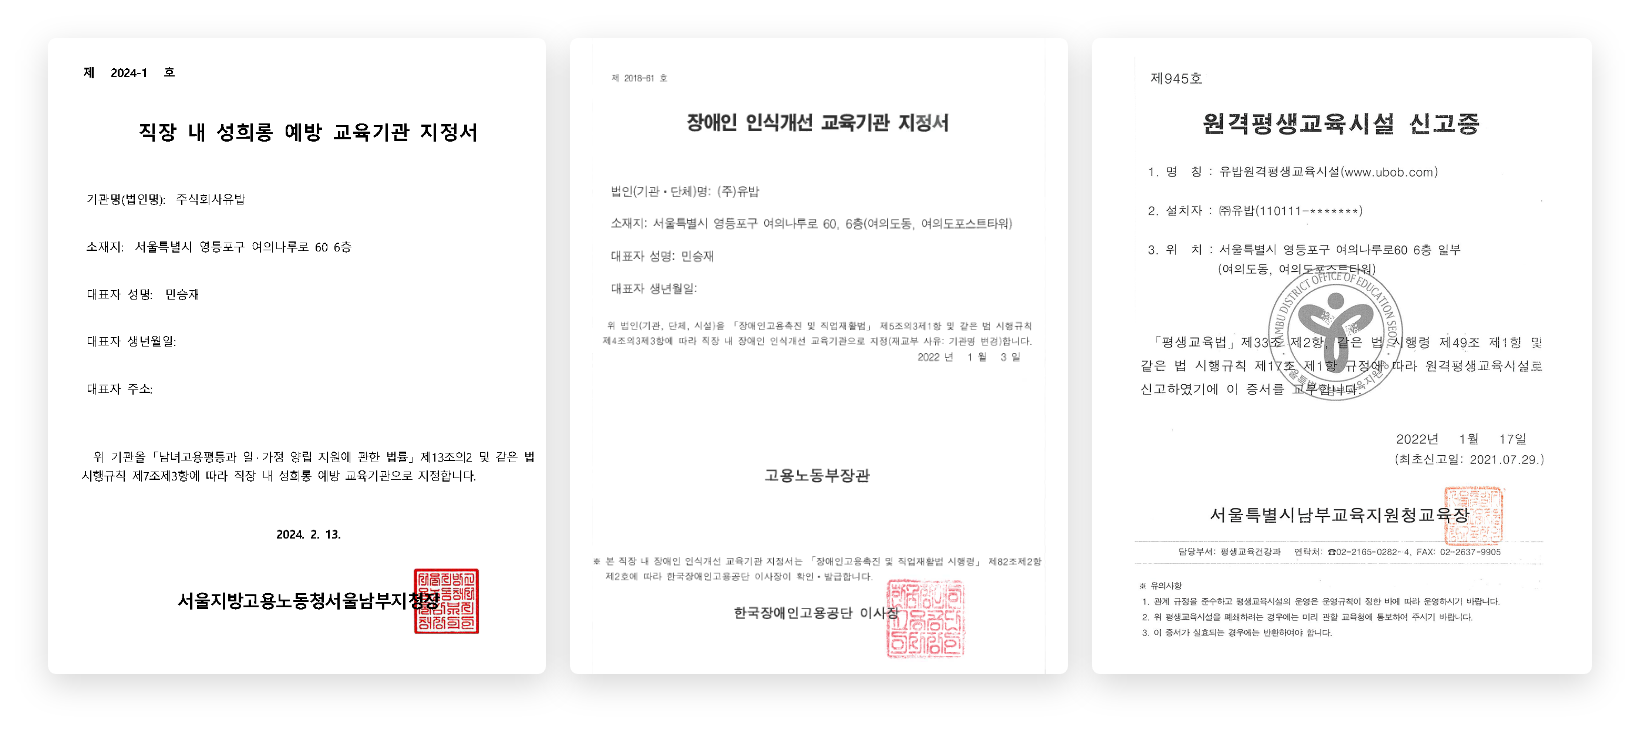 제 2024-1 호
직장 내 성희롱 예방 교육기관 지정서
기관명(법인명): 주식회사유밥
소재지: 서울특별시 영등포구 여의나루로 60 6층
대표자 성명: 민승재
대표자 생년월일:
대표자 주소:
위 기관을 「남녀고용평등과 일·가정 양립 지원에 관한 법률」 제13조의2 및 같은 법
시행규칙 제7조제3항에 따라 직장 내 성희롱 예방 교육기관으로 지정합니다.
2024. 2. 13.
서울지방고용노동청서울남부지청장
제 2018-61 호
장애인 인식개선 교육기관 지정서
법인(기관·단체)명: (주)유밥
소재지: 서울특별시 영등포구 여의나루로 60, 6층(여의도동, 여의도포스트타워)
대표자 성명: 민승재
대표자 생년월일:
위 법인(기관, 단체, 시설)을 「장애인고용촉진 및 직업재활법」 제5조의3제1항 및 같은 법 시행규칙
제4조의3제3항에 따라 직장 내 장애인 인식개선 교육기관으로 지정(재교부 사유: 기관명 변경)합니다.
2022 년 1 월 3 일
고용노동부장관
※ 본 직장 내 장애인 인식개선 교육기관 지정서는 「장애인고용촉진 및 직업재활법 시행령」 제82조제2항
제2호에 따라 한국장애인고용공단 이사장이 확인·발급합니다.
한국장애인고용공단 이사장
제945호
원격평생교육시설 신고증
1. 명 칭 : 유밥원격평생교육시설(www.ubob.com)
2. 설치자 : ㈜유밥(110111-*******)
3. 위 치 : 서울특별시 영등포구 여의나루로60 6층 일부
(여의도동, 여의도포스트타워)
NAMBU DISTRICT OFFICE OF EDUCATION SEOUL
「평생교육법」제33조 제2항, 같은 법 시행령 제49조 제1항 및
같은 법 시행규칙 제17조 제1항 규정에 따라 원격평생교육시설로
신고하였기에 이 증서를 교부합니다.
2022년 1월 17일
(최초신고일: 2021.07.29.)
서울특별시남부교육지원청교육장
담당부서: 평생교육건강과 연락처: ☎02-2165-0282~4, FAX: 02-2637-9905
※ 유의사항
1. 관계 규정을 준수하고 평생교육시설의 운영은 운영규칙이 정한 바에 따라 운영하시기 바랍니다.
2. 위 평생교육시설을 폐쇄하려는 경우에는 미리 관할 교육청에 통보하여 주시기 바랍니다.
3. 이 증서가 실효되는 경우에는 반환하여야 합니다.